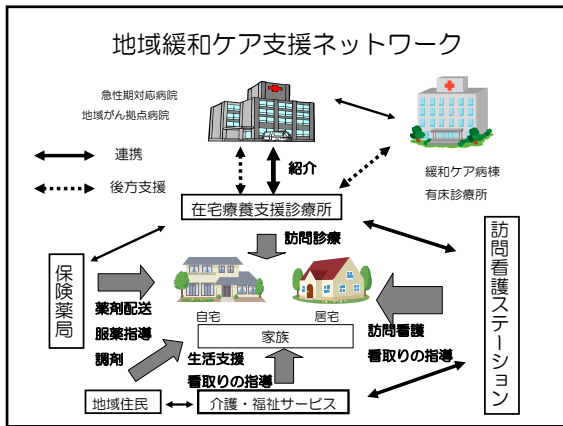 地域緩和ケア支援ネットワーク
急性期対応病院
地域がん拠点病院
連携
後方支援
紹介
緩和ケア病棟
有床診療所
在宅療養支援診療所
訪問診療
保険薬局
訪問看護ステーション
薬剤配送
服薬指導
調剤
自宅
居宅
家族
訪問看護
看取りの指導
生活支援
看取りの指導
地域住民
介護・福祉サービス